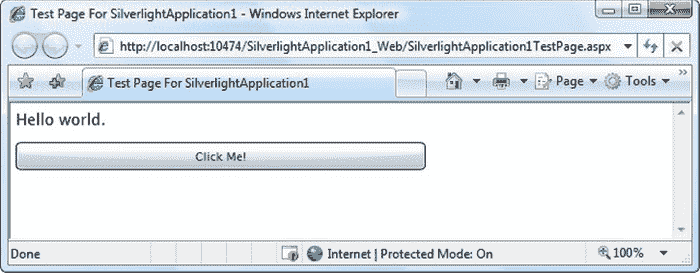 Test Page For SilverlightApplication1 - Windows Internet Explorer
http://localhost:10474/SilverlightApplication1_Web/SilverlightApplication1TestPage.aspx
Test Page For SilverlightApplication1
Page
Tools
Hello world.
Click Me!
Done
Internet | Protected Mode: On
100%